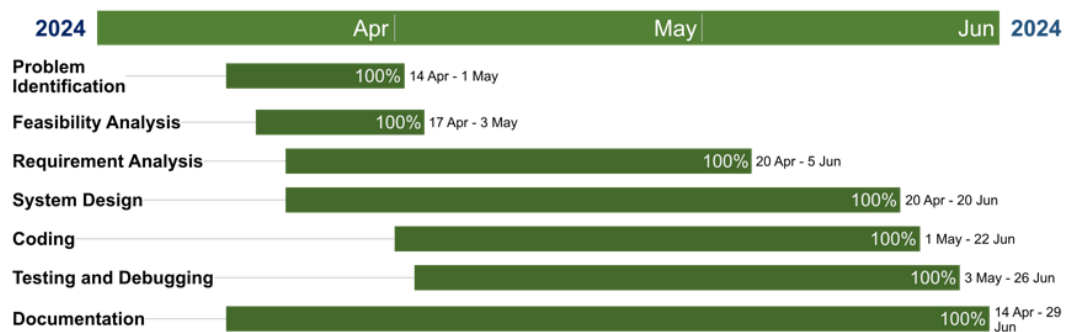 2024 Apr May Jun 2024
Problem
Identification
100% 14 Apr - 1 May
Feasibility Analysis 100% 17 Apr - 3 May
Requirement Analysis 100% 20 Apr - 5 Jun
System Design 100% 20 Apr - 20 Jun
Coding 100% 1 May - 22 Jun
Testing and Debugging 100% 3 May - 26 Jun
Documentation 100% 14 Apr - 29
Jun